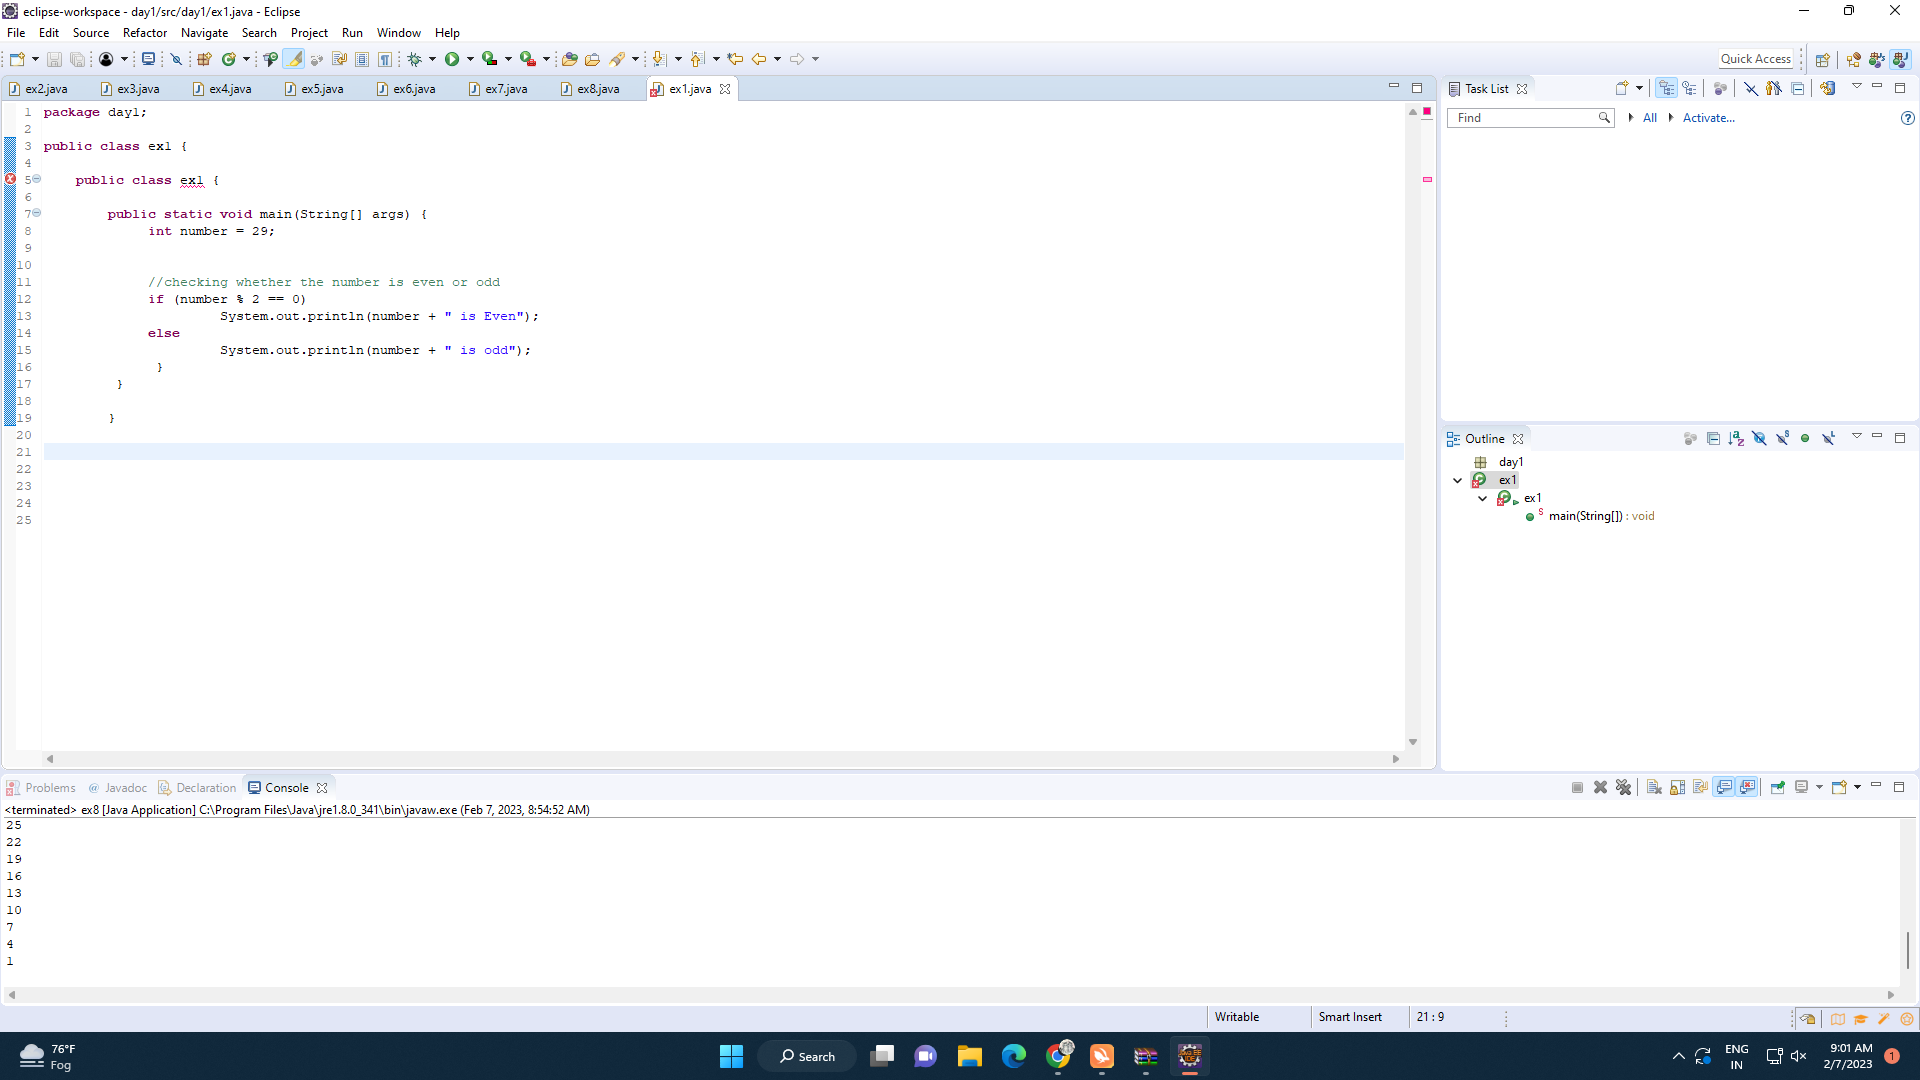 eclipse-workspace - day1/src/day1/ex1.java - Eclipse
File Edit Source Refactor Navigate Search Project Run Window Help
Quick Access
ex2.java ex3.java ex4.java ex5.java ex6.java ex7.java ex8.java ex1.java
1 package day1;
2
3 public class ex1 {
4
5 public class ex1 {
6
7 public static void main(String[] args) {
8 int number = 29;
9
10
11 //checking whether the number is even or odd
12 if (number % 2 == 0)
13 System.out.println(number + " is Even");
14 else
15 System.out.println(number + " is odd");
16 }
17 }
18
19 }
20
21
22
23
24
25
Task List
Find All Activate...
Outline
day1
ex1
ex1
main(String[]) : void
Problems @ Javadoc Declaration Console
<terminated> ex8 [Java Application] C:\Program Files\Java\jre1.8.0_341\bin\javaw.exe (Feb 7, 2023, 8:54:52 AM)
25
22
19
16
13
10
7
4
1
Writable Smart Insert 21 : 9
76°F
Fog
Search
ENG
IN
9:01 AM
2/7/2023
1